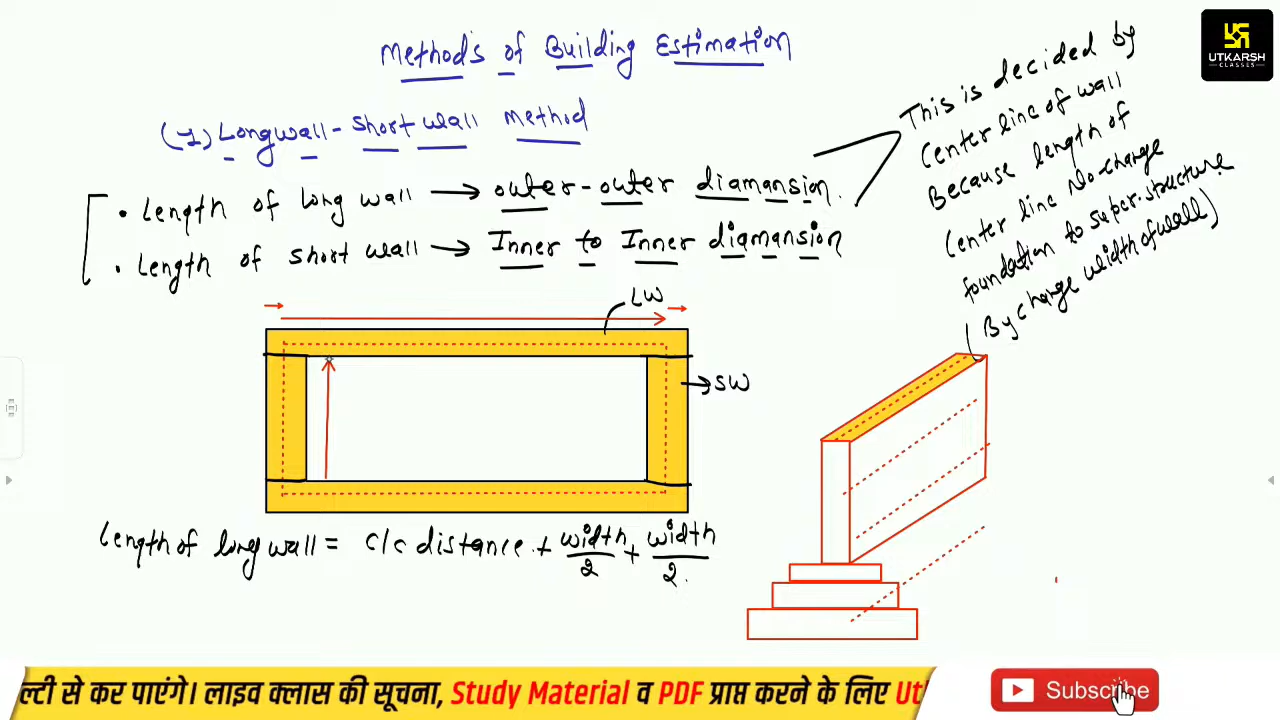 Methods of Building Estimation
UTKARSH
CLASSES
(1) Longwall-short wall method
• Length of long wall → outer-outer diamansion.
• Length of short wall → Inner to Inner diamansion
This is decided by
Center line of wall
Because length of
Center line No change
foundation to super-structure
(By change width of wall)
LW
SW
Length of long wall = c/c distance + width/2 + width/2.
ल्टी से कर पाएंगे। लाइव क्लास की सूचना, Study Material व PDF प्राप्त करने के लिए Ut
Subscribe